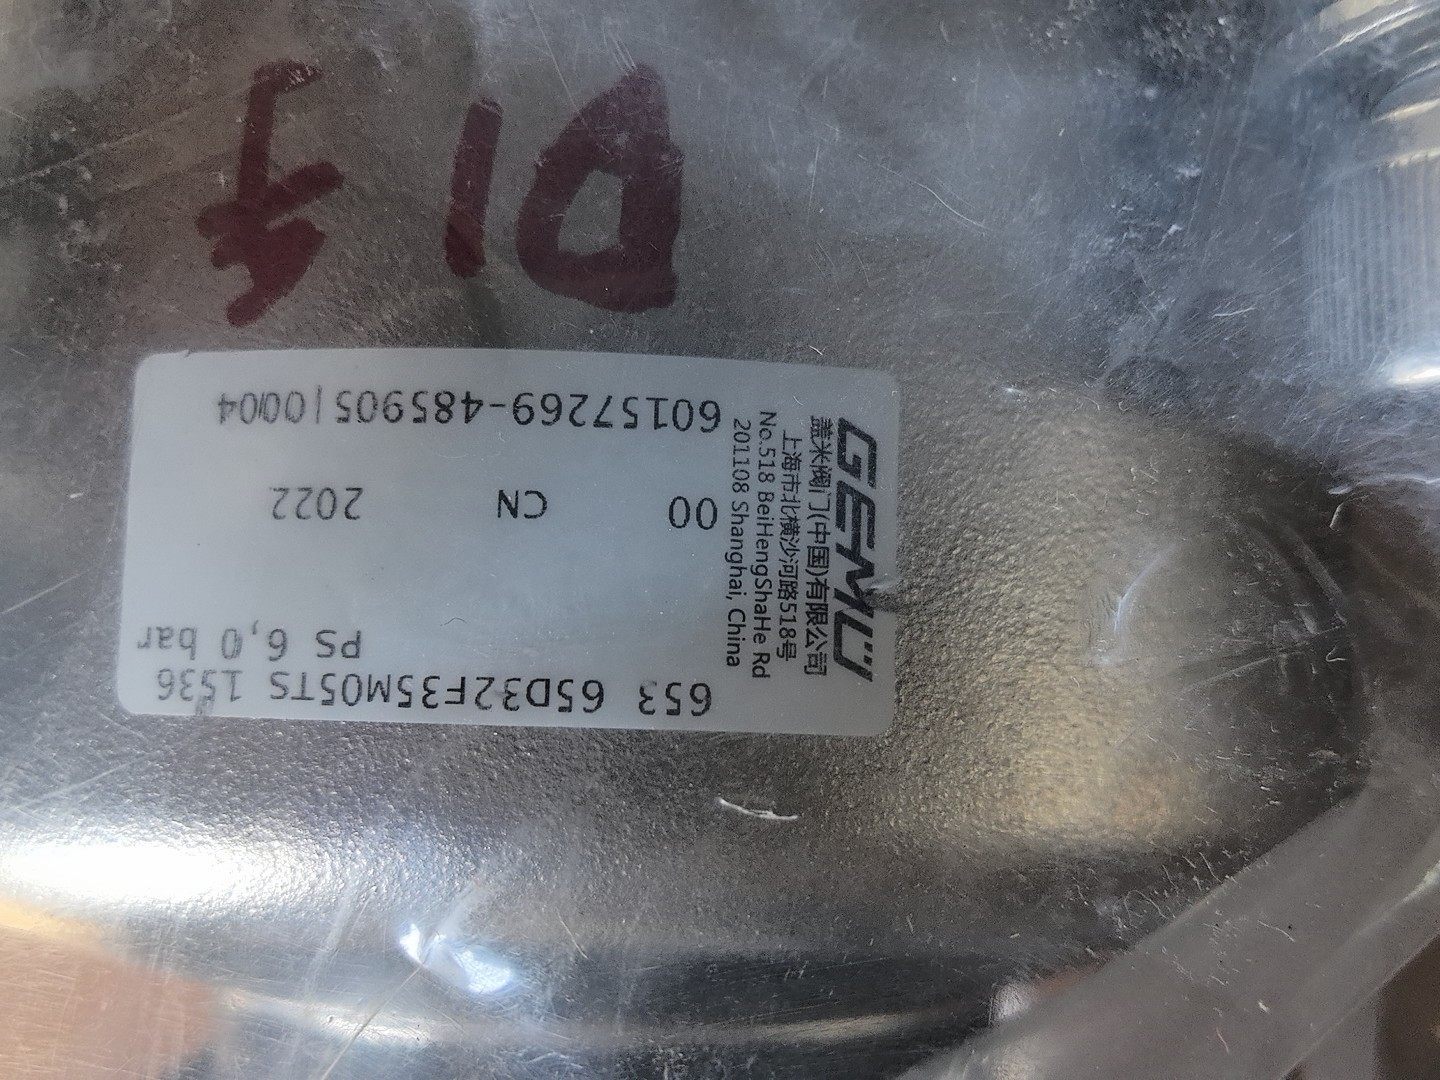 GEMÜ
盖米阀门(中国)有限公司
上海市北横沙河路518号
No.518 BeiHengShaHe Rd
201108 Shanghai, China
653 65D32F35M05TS 1536
PS 6,0 bar
00 CN 2022
60157269-485905|0004